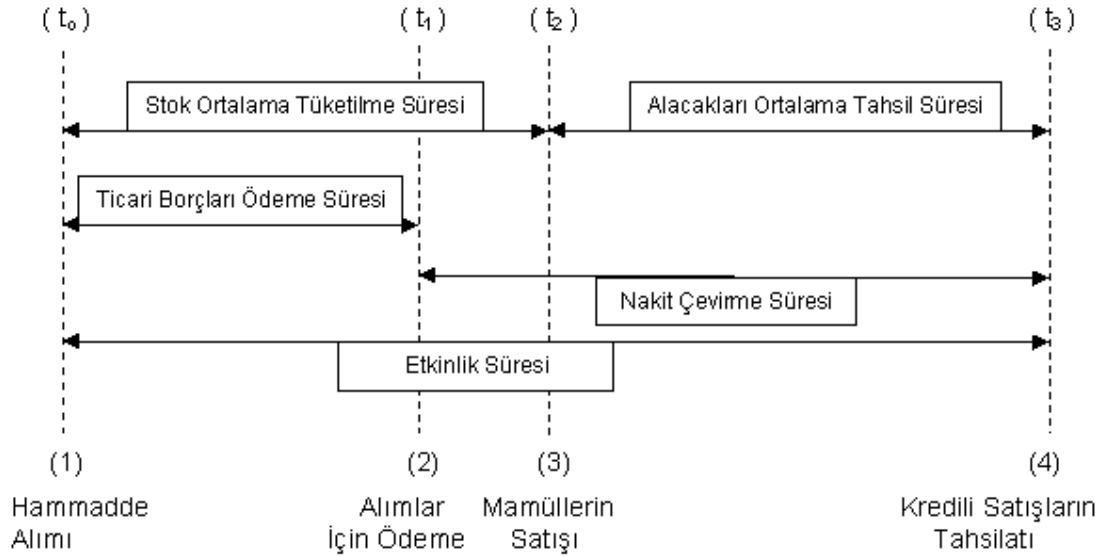 ( t₀ ) ( t₁ ) ( t₂ ) ( t₃ )
Stok Ortalama Tüketilme Süresi
Alacakları Ortalama Tahsil Süresi
Ticari Borçları Ödeme Süresi
Nakit Çevirme Süresi
Etkinlik Süresi
(1) (2) (3) (4)
Hammadde Alımlar Mamüllerin Kredili Satışların
Alımı İçin Ödeme Satışı Tahsilatı